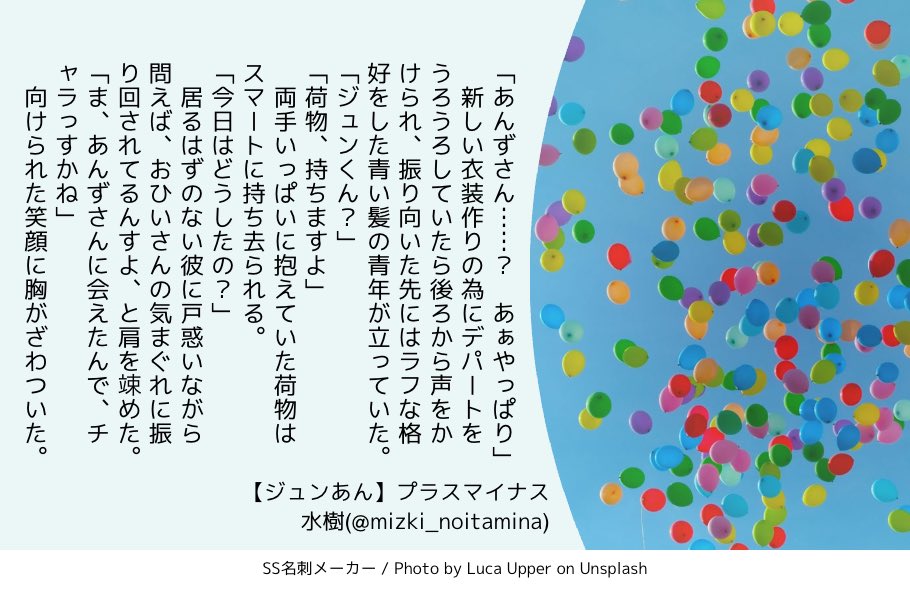 「あんずさん……？　あぁやっぱり」
　新しい衣装作りの為にデパートを
うろうろしていたら後ろから声をか
けられ、振り向いた先にはラフな格
好をした青い髪の青年が立っていた。
「ジュンくん？」
「荷物、持ちますよ」
　両手いっぱいに抱えていた荷物は
スマートに持ち去られる。
「今日はどうしたの？」
　居るはずのない彼に戸惑いながら
問えば、おひいさんの気まぐれに振
り回されてるんすよ、と肩を竦めた。
「ま、あんずさんに会えたんで、チ
ャラっすかね」
　向けられた笑顔に胸がざわついた。
【ジュンあん】プラスマイナス
水樹(@mizki_noitamina)
SS名刺メーカー / Photo by Luca Upper on Unsplash